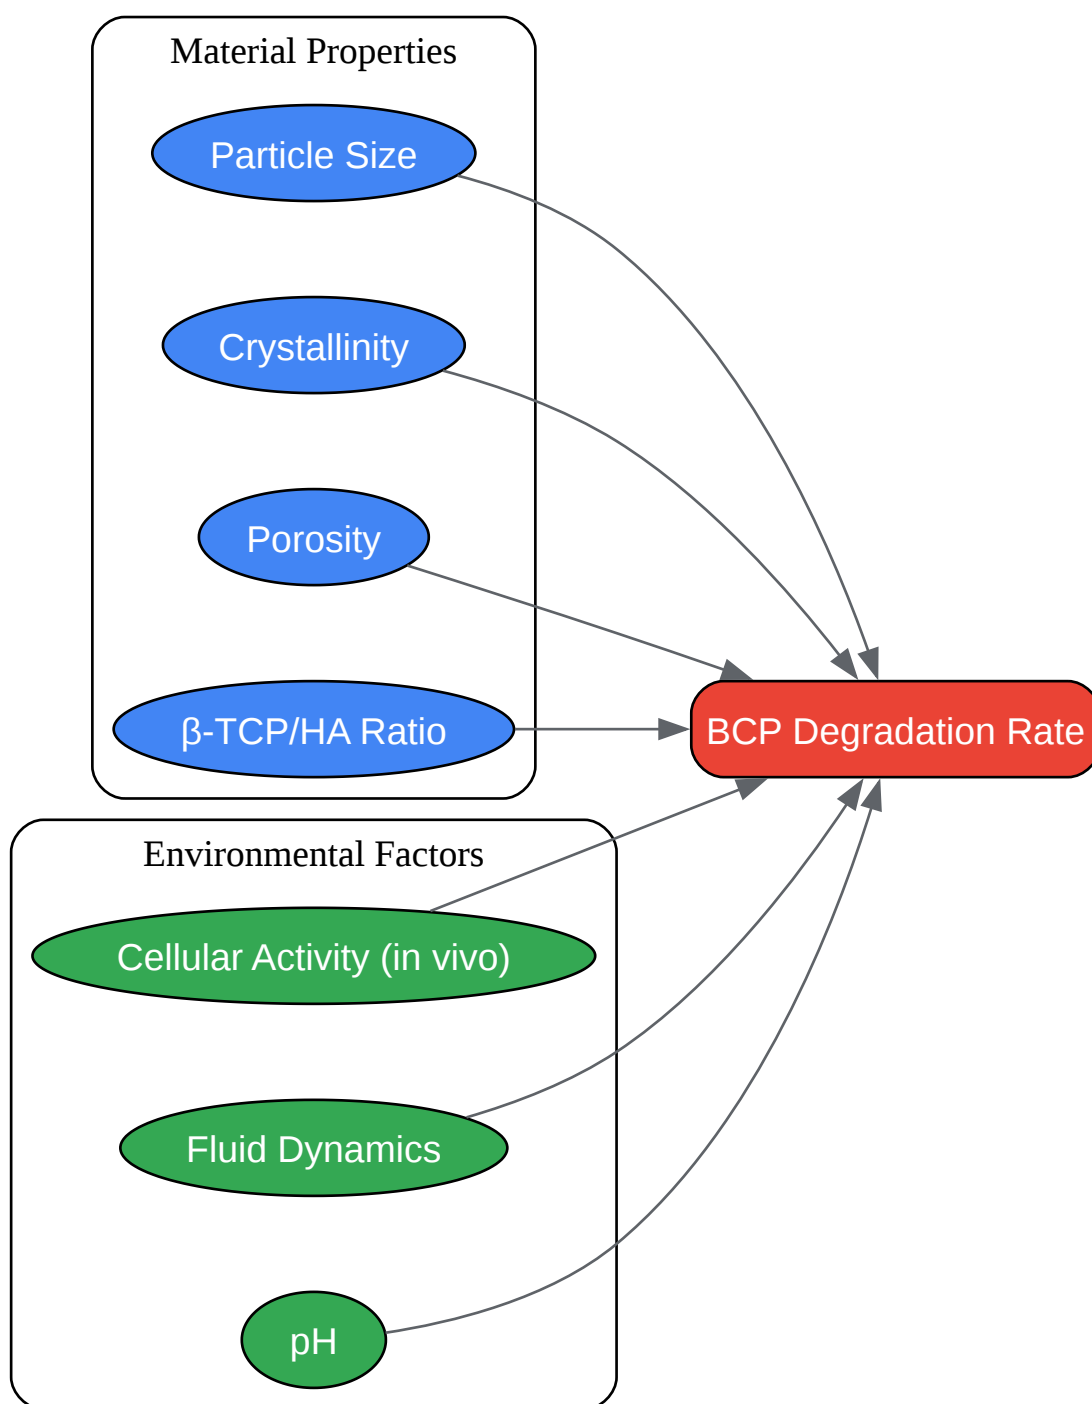 Material Properties
Particle Size
Crystallinity
Porosity
β-TCP/HA Ratio
BCP Degradation Rate
Environmental Factors
Cellular Activity (in vivo)
Fluid Dynamics
pH